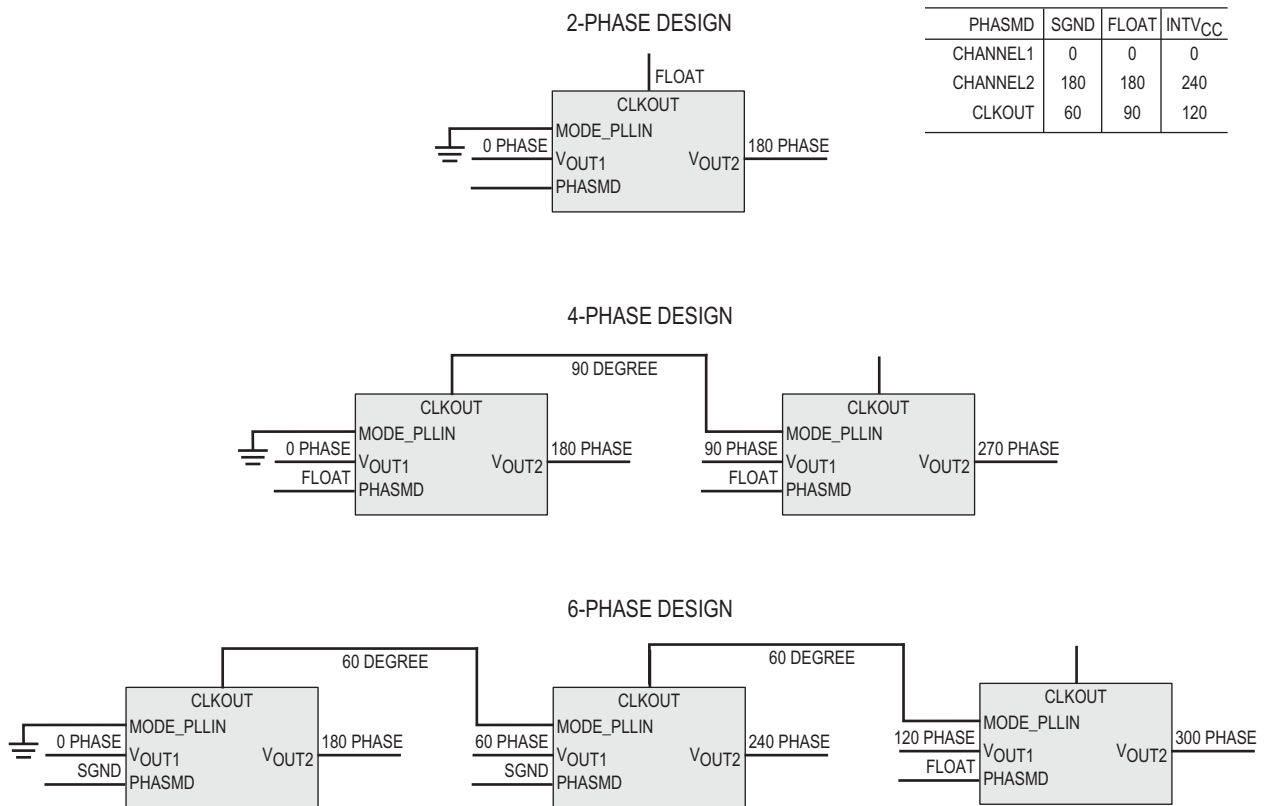 2-PHASE DESIGN
FLOAT
CLKOUT
MODE_PLLIN
0 PHASE
VOUT1
VOUT2
180 PHASE
PHASMD
PHASMD SGND FLOAT INTVCC
CHANNEL1 0 0 0
CHANNEL2 180 180 240
CLKOUT 60 90 120
4-PHASE DESIGN
90 DEGREE
CLKOUT
MODE_PLLIN
0 PHASE
VOUT1
VOUT2
180 PHASE
FLOAT
PHASMD
CLKOUT
MODE_PLLIN
90 PHASE
VOUT1
VOUT2
270 PHASE
FLOAT
PHASMD
6-PHASE DESIGN
60 DEGREE
60 DEGREE
CLKOUT
MODE_PLLIN
0 PHASE
VOUT1
VOUT2
180 PHASE
SGND
PHASMD
CLKOUT
MODE_PLLIN
60 PHASE
VOUT1
VOUT2
240 PHASE
SGND
PHASMD
CLKOUT
MODE_PLLIN
120 PHASE
VOUT1
VOUT2
300 PHASE
FLOAT
PHASMD